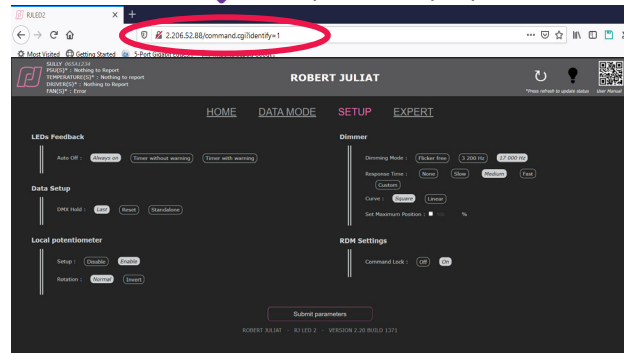 RJLED2
2.206.52.88/command.cgi?identify=1
Most Visited Getting Started 5-Port Gigabit
SULLY 065A1234
PSU(S)* : Nothing to Report
TEMPERATURE(S)* : Nothing to report
DRIVER(S)* : Nothing to Report
FAN(S)* : Error
ROBERT JULIAT
*Press refresh to update status
User Manual
HOME DATA MODE SETUP EXPERT
LEDs Feedback
Auto Off : Always on Timer without warning Timer with warning
Data Setup
DMX Hold : Last Reset Standalone
Local potentiometer
Setup : Disable Enable
Rotation : Normal Invert
Dimmer
Dimming Mode : Flicker free 3 200 Hz 17 000 Hz
Response Time : None Slow Medium Fast
Custom
Curve : Square Linear
Set Maximum Position : %
RDM Settings
Command Lock : Off On
Submit parameters
ROBERT JULIAT - RJ LED 2 - VERSION 2.20 BUILD 1371